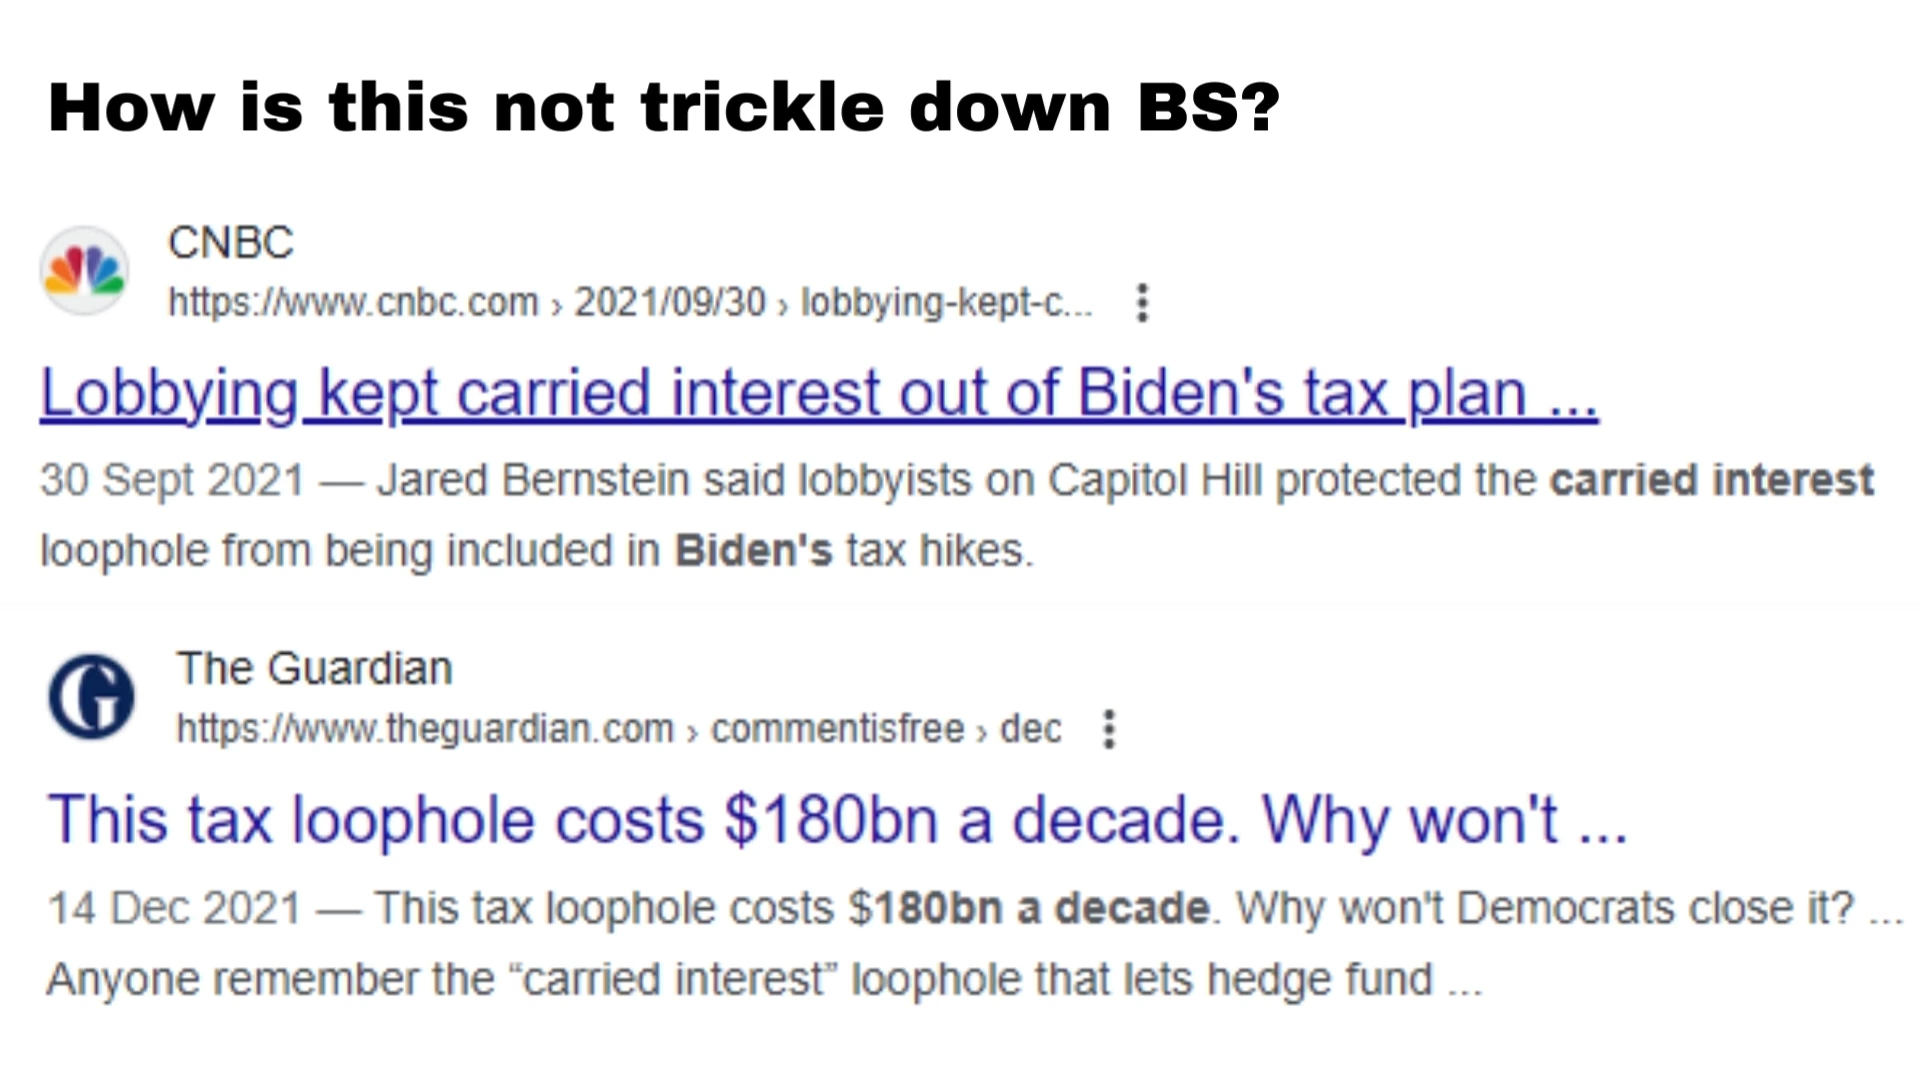 How is this not trickle down BS?
CNBC
https://www.cnbc.com › 2021/09/30 › lobbying-kept-c...
Lobbying kept carried interest out of Biden's tax plan ...
30 Sept 2021 — Jared Bernstein said lobbyists on Capitol Hill protected the carried interest
loophole from being included in Biden's tax hikes.
The Guardian
https://www.theguardian.com › commentisfree › dec
This tax loophole costs $180bn a decade. Why won't ...
14 Dec 2021 — This tax loophole costs $180bn a decade. Why won't Democrats close it? ...
Anyone remember the “carried interest” loophole that lets hedge fund ...